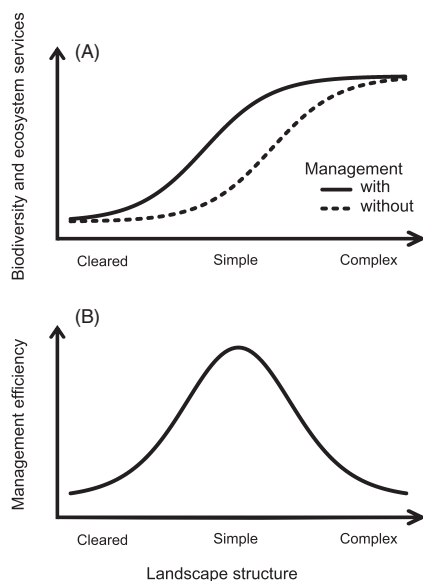 (A)
Biodiversity and ecosystem services
Management
with
without
Cleared Simple Complex
(B)
Management efficiency
Cleared Simple Complex
Landscape structure